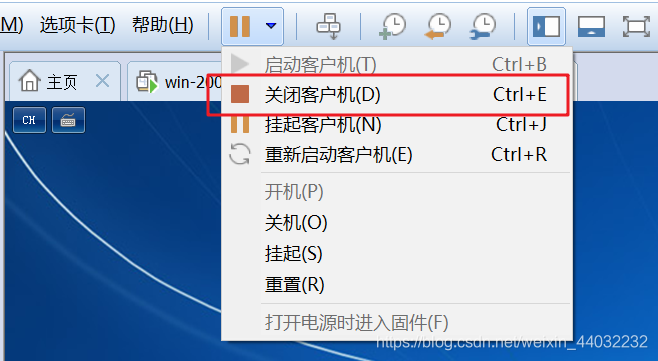 M) 选项卡(T) 帮助(H)
主页 win-200
启动客户机(T) Ctrl+B
关闭客户机(D) Ctrl+E
挂起客户机(N) Ctrl+J
重新启动客户机(E) Ctrl+R
CH
开机(P)
关机(O)
挂起(S)
重置(R)
打开电源时进入固件(F)
https://blog.csdn.net/weixin_44032232